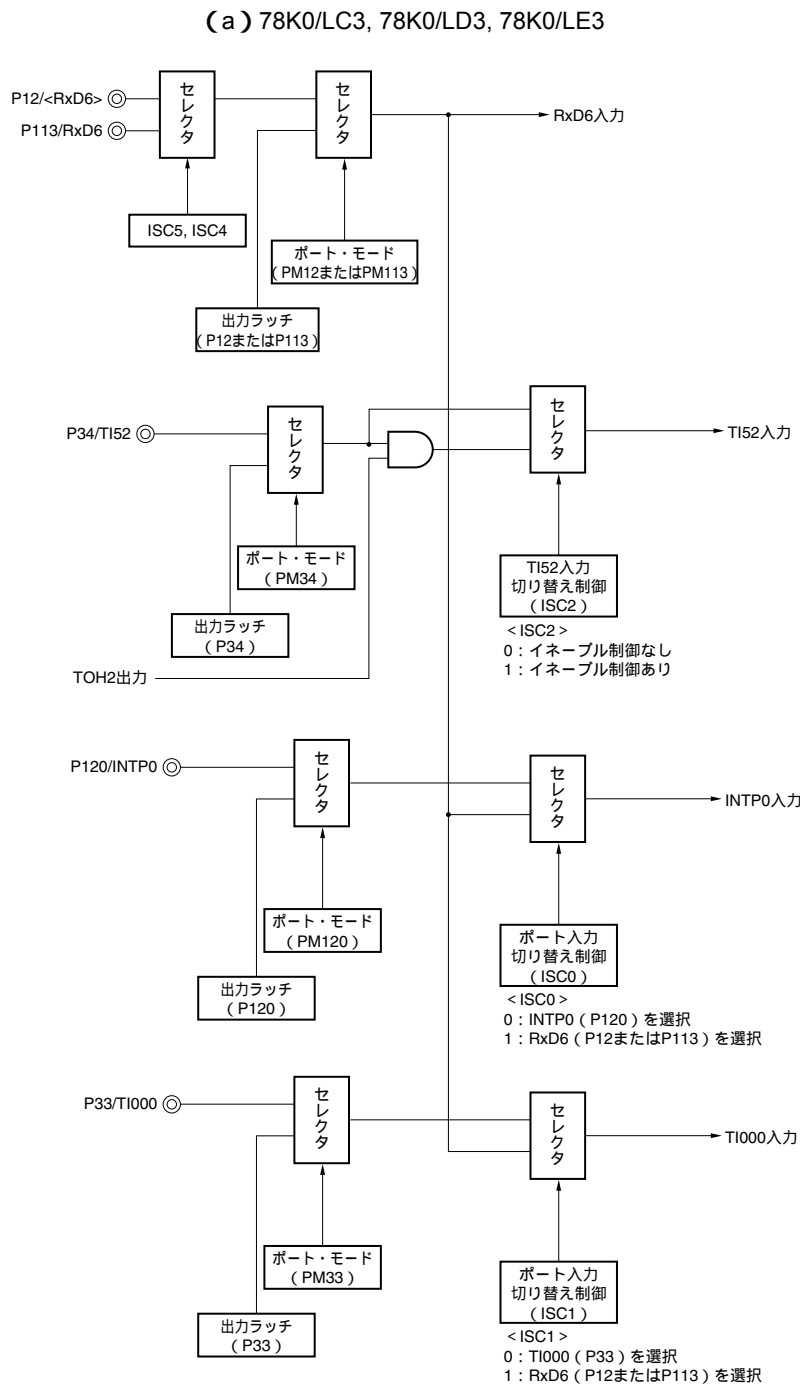 (a) 78K0/LC3, 78K0/LD3, 78K0/LE3
P12/<RxD6>
P113/RxD6
セレクタ
セレクタ
RxD6入力
ISC5, ISC4
ポート・モード
(PM12またはPM113)
出力ラッチ
(P12またはP113)
P34/TI52
セレクタ
セレクタ
TI52入力
ポート・モード
(PM34)
出力ラッチ
(P34)
TOH2出力
TI52入力
切り替え制御
(ISC2)
<ISC2>
0:イネーブル制御なし
1:イネーブル制御あり
P120/INTP0
セレクタ
セレクタ
INTP0入力
ポート・モード
(PM120)
出力ラッチ
(P120)
ポート入力
切り替え制御
(ISC0)
<ISC0>
0:INTP0(P120)を選択
1:RxD6(P12またはP113)を選択
P33/TI000
セレクタ
セレクタ
TI000入力
ポート・モード
(PM33)
出力ラッチ
(P33)
ポート入力
切り替え制御
(ISC1)
<ISC1>
0:TI000(P33)を選択
1:RxD6(P12またはP113)を選択